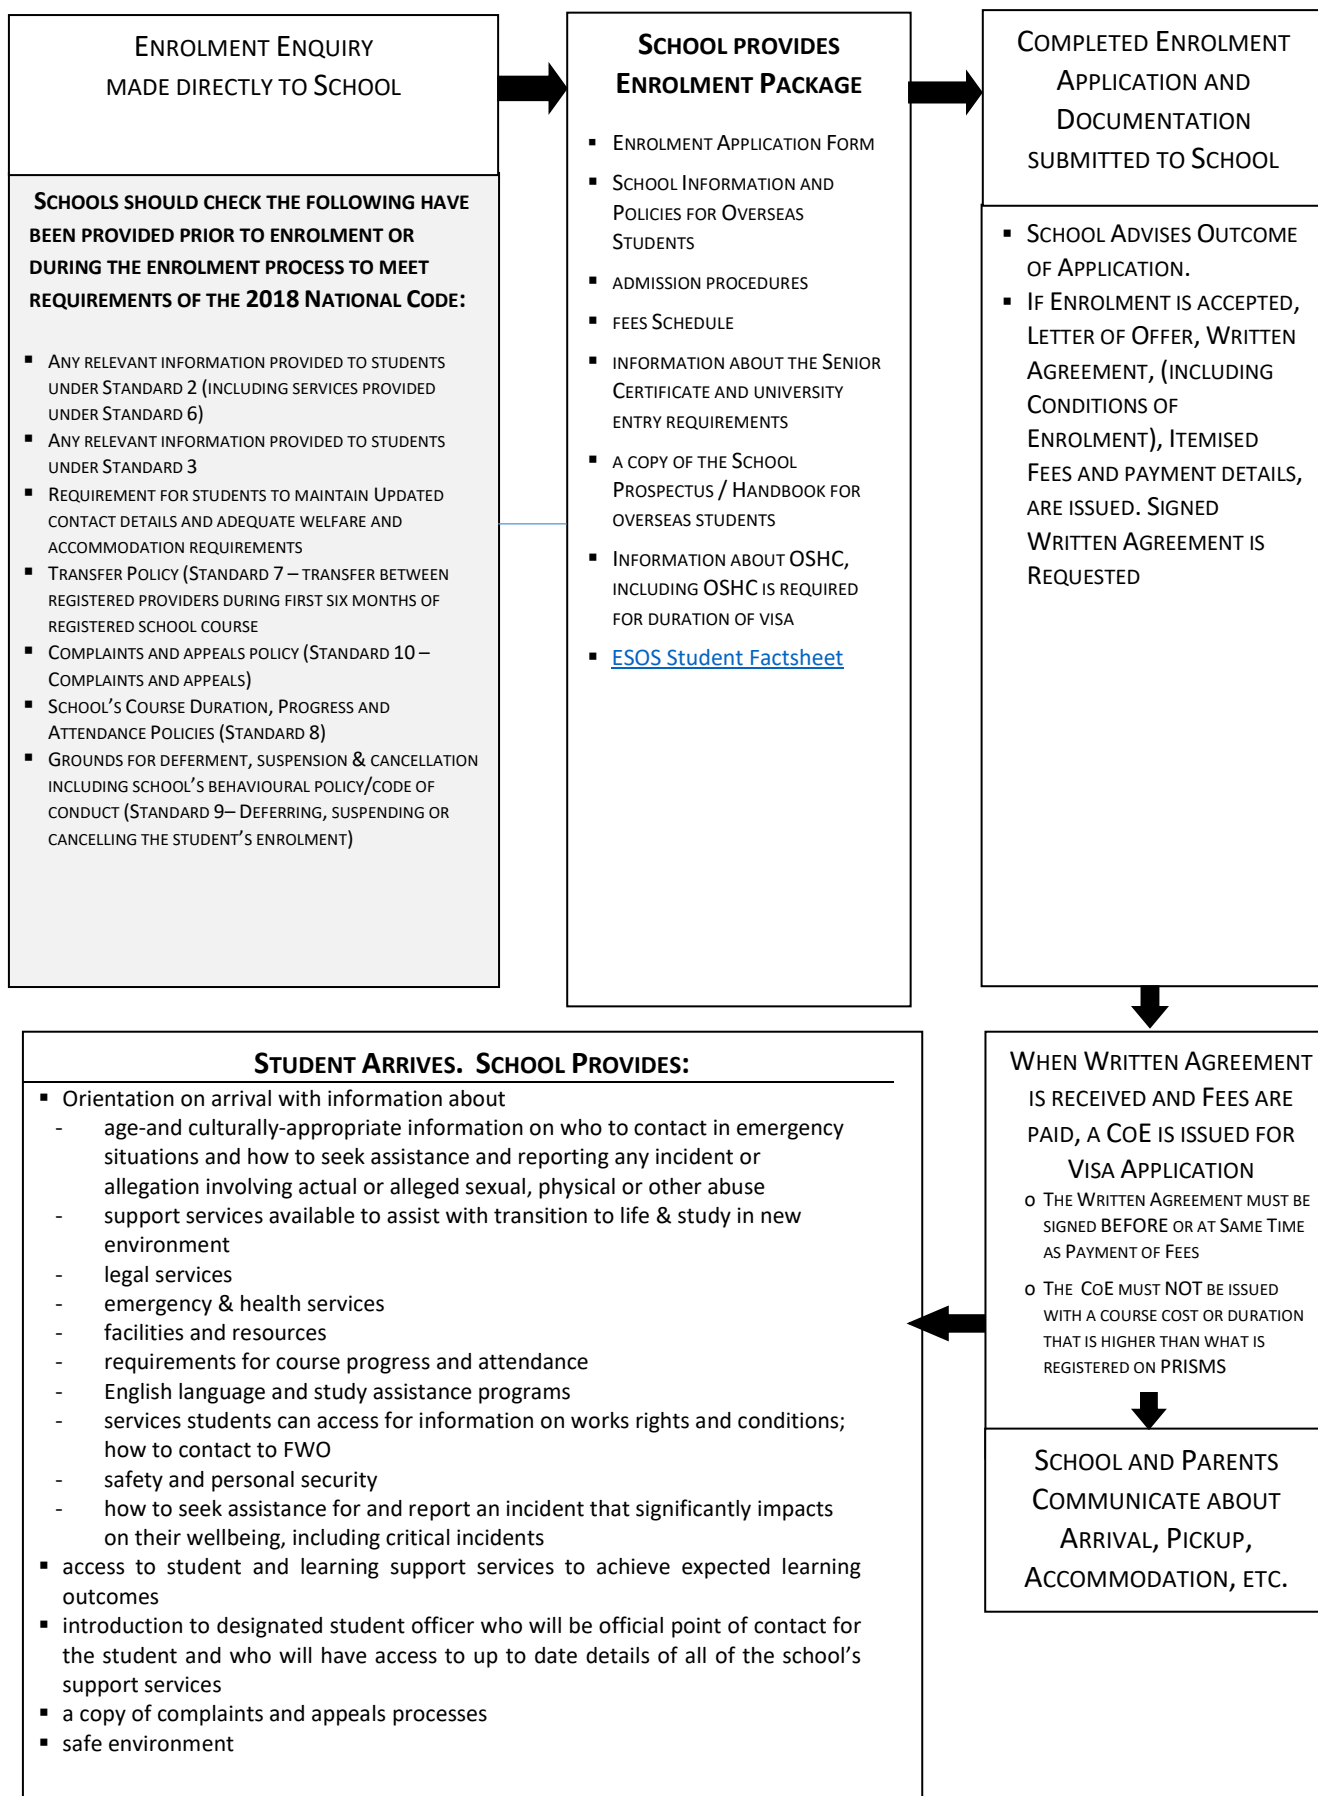 ENROLMENT ENQUIRY
MADE DIRECTLY TO SCHOOL
SCHOOLS SHOULD CHECK THE FOLLOWING HAVE
BEEN PROVIDED PRIOR TO ENROLMENT OR
DURING THE ENROLMENT PROCESS TO MEET
REQUIREMENTS OF THE 2018 NATIONAL CODE:
▪ ANY RELEVANT INFORMATION PROVIDED TO STUDENTS
UNDER STANDARD 2 (INCLUDING SERVICES PROVIDED
UNDER STANDARD 6)
▪ ANY RELEVANT INFORMATION PROVIDED TO STUDENTS
UNDER STANDARD 3
▪ REQUIREMENT FOR STUDENTS TO MAINTAIN UPDATED
CONTACT DETAILS AND ADEQUATE WELFARE AND
ACCOMMODATION REQUIREMENTS
▪ TRANSFER POLICY (STANDARD 7 – TRANSFER BETWEEN
REGISTERED PROVIDERS DURING FIRST SIX MONTHS OF
REGISTERED SCHOOL COURSE
▪ COMPLAINTS AND APPEALS POLICY (STANDARD 10 –
COMPLAINTS AND APPEALS)
▪ SCHOOL'S COURSE DURATION, PROGRESS AND
ATTENDANCE POLICIES (STANDARD 8)
▪ GROUNDS FOR DEFERMENT, SUSPENSION & CANCELLATION
INCLUDING SCHOOL'S BEHAVIOURAL POLICY/CODE OF
CONDUCT (STANDARD 9– DEFERRING, SUSPENDING OR
CANCELLING THE STUDENT'S ENROLMENT)
SCHOOL PROVIDES
ENROLMENT PACKAGE
▪ ENROLMENT APPLICATION FORM
▪ SCHOOL INFORMATION AND
POLICIES FOR OVERSEAS
STUDENTS
▪ ADMISSION PROCEDURES
▪ FEES SCHEDULE
▪ INFORMATION ABOUT THE SENIOR
CERTIFICATE AND UNIVERSITY
ENTRY REQUIREMENTS
▪ A COPY OF THE SCHOOL
PROSPECTUS / HANDBOOK FOR
OVERSEAS STUDENTS
▪ INFORMATION ABOUT OSHC,
INCLUDING OSHC IS REQUIRED
FOR DURATION OF VISA
▪ ESOS Student Factsheet
COMPLETED ENROLMENT
APPLICATION AND
DOCUMENTATION
SUBMITTED TO SCHOOL
▪ SCHOOL ADVISES OUTCOME
OF APPLICATION.
▪ IF ENROLMENT IS ACCEPTED,
LETTER OF OFFER, WRITTEN
AGREEMENT, (INCLUDING
CONDITIONS OF
ENROLMENT), ITEMISED
FEES AND PAYMENT DETAILS,
ARE ISSUED. SIGNED
WRITTEN AGREEMENT IS
REQUESTED
WHEN WRITTEN AGREEMENT
IS RECEIVED AND FEES ARE
PAID, A COE IS ISSUED FOR
VISA APPLICATION
o THE WRITTEN AGREEMENT MUST BE
SIGNED BEFORE OR AT SAME TIME
AS PAYMENT OF FEES
o THE COE MUST NOT BE ISSUED
WITH A COURSE COST OR DURATION
THAT IS HIGHER THAN WHAT IS
REGISTERED ON PRISMS
SCHOOL AND PARENTS
COMMUNICATE ABOUT
ARRIVAL, PICKUP,
ACCOMMODATION, ETC.
STUDENT ARRIVES. SCHOOL PROVIDES:
▪ Orientation on arrival with information about
- age-and culturally-appropriate information on who to contact in emergency
situations and how to seek assistance and reporting any incident or
allegation involving actual or alleged sexual, physical or other abuse
- support services available to assist with transition to life & study in new
environment
- legal services
- emergency & health services
- facilities and resources
- requirements for course progress and attendance
- English language and study assistance programs
- services students can access for information on works rights and conditions;
how to contact to FWO
- safety and personal security
- how to seek assistance for and report an incident that significantly impacts
on their wellbeing, including critical incidents
▪ access to student and learning support services to achieve expected learning
outcomes
▪ introduction to designated student officer who will be official point of contact for
the student and who will have access to up to date details of all of the school's
support services
▪ a copy of complaints and appeals processes
▪ safe environment